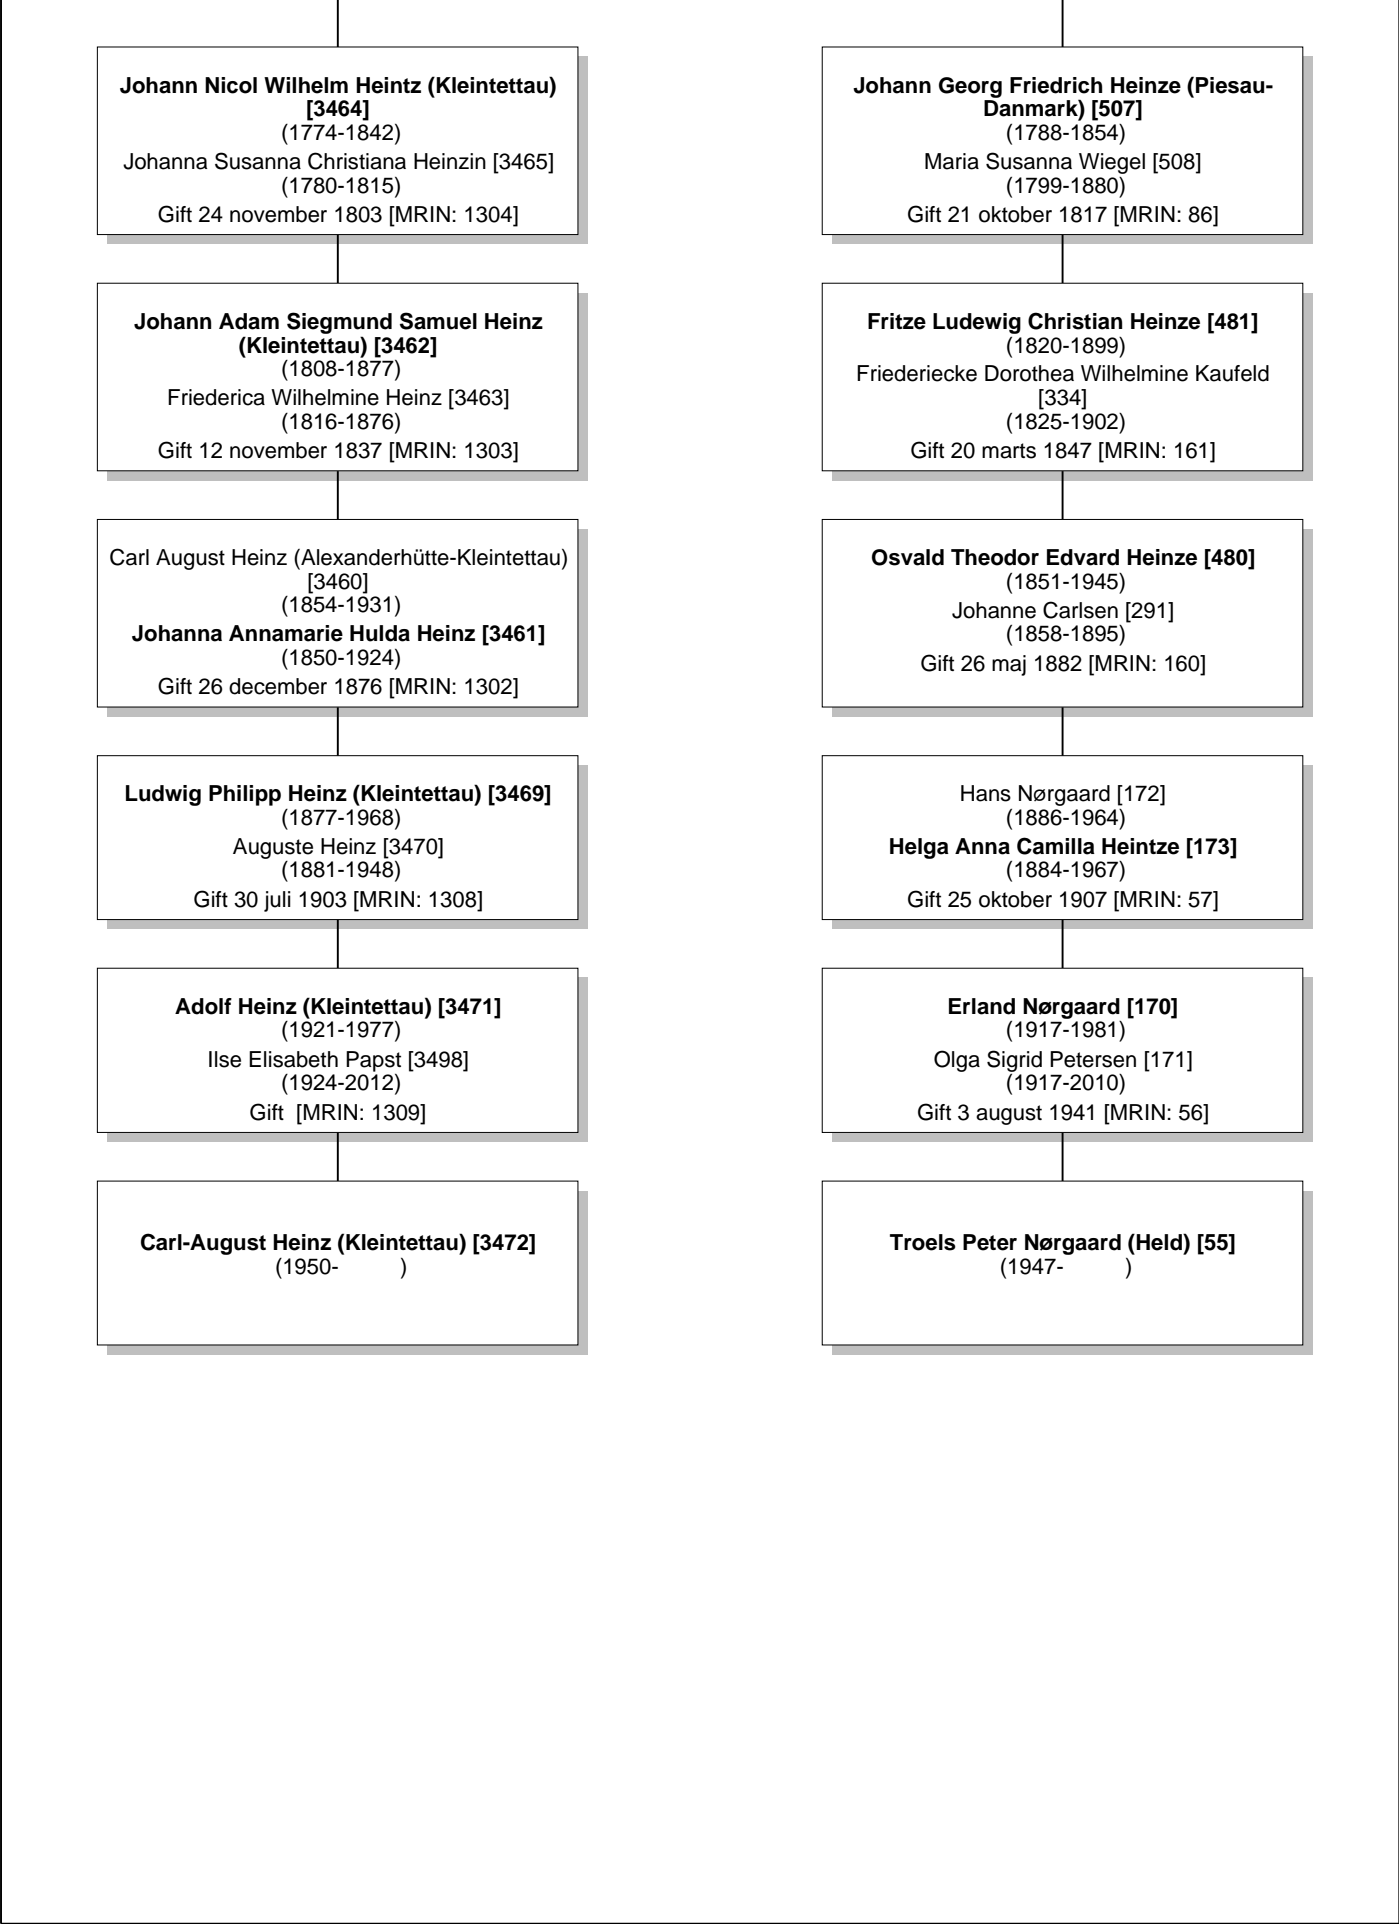 Johann Nicol Wilhelm Heintz (Kleintettau)
[3464]
(1774-1842)
Johanna Susanna Christiana Heinzin [3465]
(1780-1815)
Gift 24 november 1803 [MRIN: 1304]
Johann Adam Siegmund Samuel Heinz
(Kleintettau) [3462]
(1808-1877)
Friederica Wilhelmine Heinz [3463]
(1816-1876)
Gift 12 november 1837 [MRIN: 1303]
Carl August Heinz (Alexanderhütte-Kleintettau)
[3460]
(1854-1931)
Johanna Annamarie Hulda Heinz [3461]
(1850-1924)
Gift 26 december 1876 [MRIN: 1302]
Ludwig Philipp Heinz (Kleintettau) [3469]
(1877-1968)
Auguste Heinz [3470]
(1881-1948)
Gift 30 juli 1903 [MRIN: 1308]
Adolf Heinz (Kleintettau) [3471]
(1921-1977)
Ilse Elisabeth Papst [3498]
(1924-2012)
Gift  [MRIN: 1309]
Carl-August Heinz (Kleintettau) [3472]
(1950-          )
Johann Georg Friedrich Heinze (Piesau-
Danmark) [507]
(1788-1854)
Maria Susanna Wiegel [508]
(1799-1880)
Gift 21 oktober 1817 [MRIN: 86]
Fritze Ludewig Christian Heinze [481]
(1820-1899)
Friederiecke Dorothea Wilhelmine Kaufeld
[334]
(1825-1902)
Gift 20 marts 1847 [MRIN: 161]
Osvald Theodor Edvard Heinze [480]
(1851-1945)
Johanne Carlsen [291]
(1858-1895)
Gift 26 maj 1882 [MRIN: 160]
Hans Nørgaard [172]
(1886-1964)
Helga Anna Camilla Heintze [173]
(1884-1967)
Gift 25 oktober 1907 [MRIN: 57]
Erland Nørgaard [170]
(1917-1981)
Olga Sigrid Petersen [171]
(1917-2010)
Gift 3 august 1941 [MRIN: 56]
Troels Peter Nørgaard (Held) [55]
(1947-          )